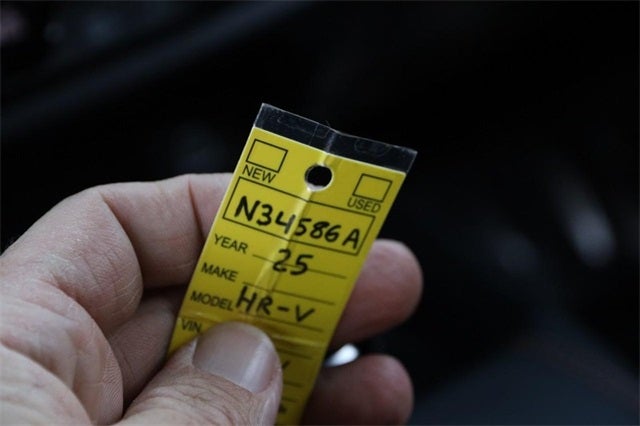 NEW USED
N34586A
YEAR 25
MAKE
MODEL HR-V
VIN